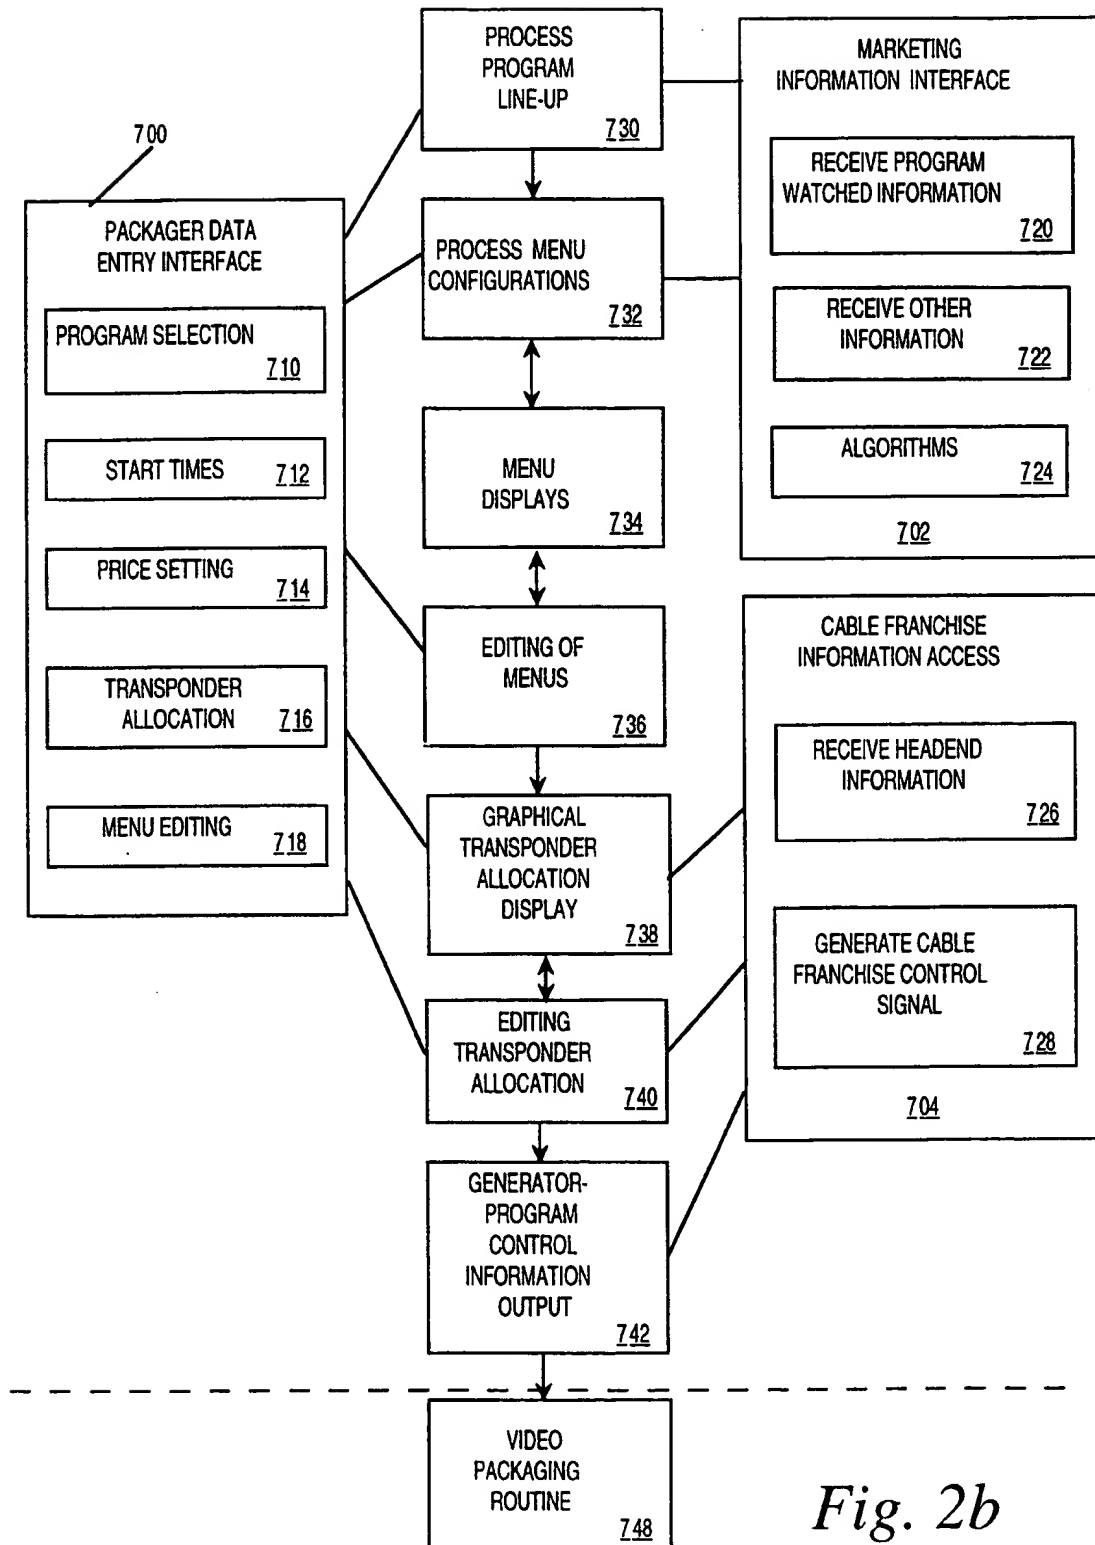 700
PACKAGER DATA
ENTRY INTERFACE
PROGRAM SELECTION
710
START TIMES 712
PRICE SETTING
714
TRANSPONDER
ALLOCATION 716
MENU EDITING
718
PROCESS
PROGRAM
LINE-UP
730
PROCESS MENU
CONFIGURATIONS
732
MENU
DISPLAYS
734
EDITING OF
MENUS
736
GRAPHICAL
TRANSPONDER
ALLOCATION
DISPLAY
738
EDITING
TRANSPONDER
ALLOCATION
740
GENERATOR-
PROGRAM
CONTROL
INFORMATION
OUTPUT
742
VIDEO
PACKAGING
ROUTINE
748
MARKETING
INFORMATION INTERFACE
RECEIVE PROGRAM
WATCHED INFORMATION
720
RECEIVE OTHER
INFORMATION
722
ALGORITHMS
724
702
CABLE FRANCHISE
INFORMATION ACCESS
RECEIVE HEADEND
INFORMATION
726
GENERATE CABLE
FRANCHISE CONTROL
SIGNAL
728
704
Fig. 2b